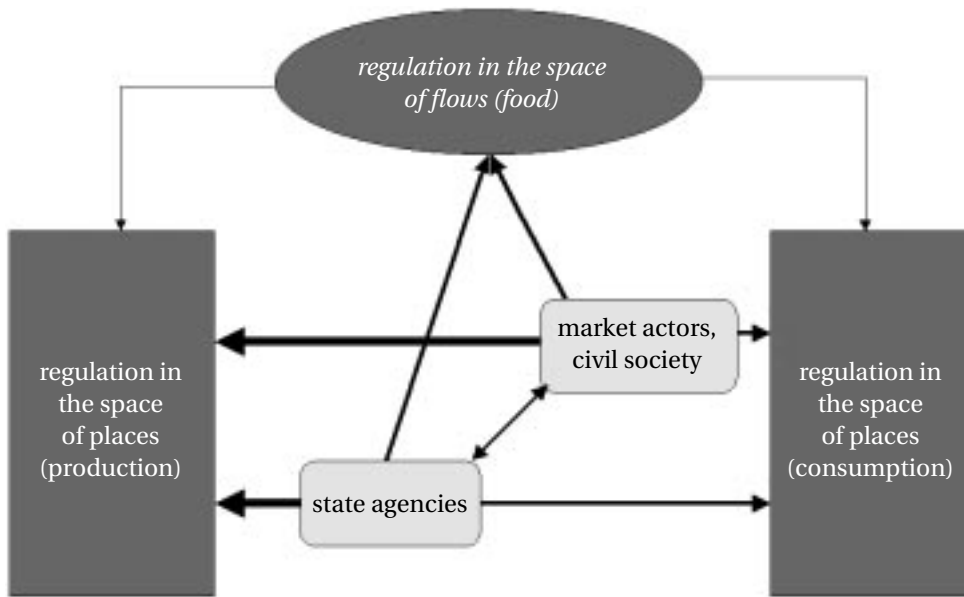 regulation in the space
of flows (food)
market actors,
civil society
regulation in
the space
of places
(production)
regulation in
the space
of places
(consumption)
state agencies